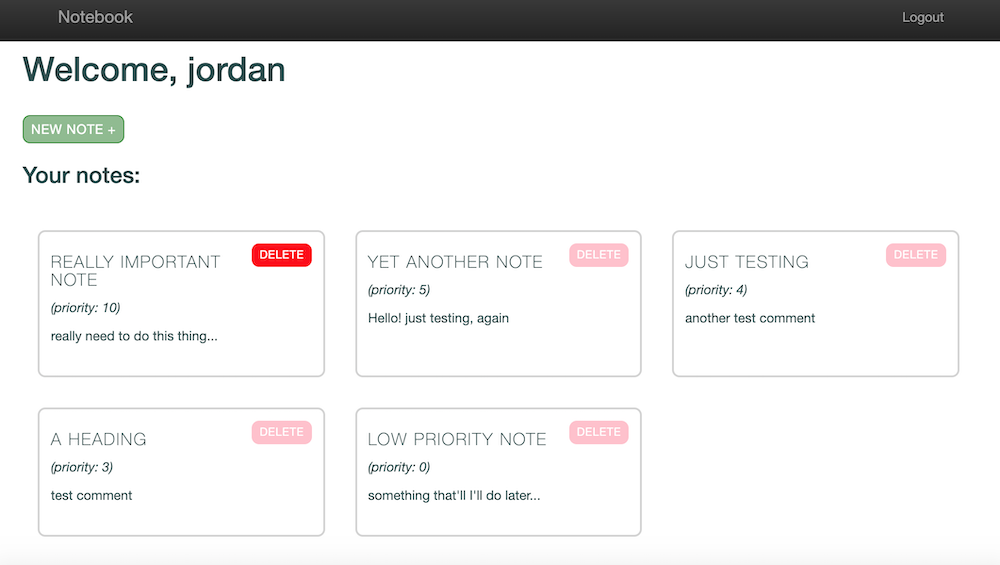 Notebook
Logout
Welcome, jordan
NEW NOTE +
Your notes:
REALLY IMPORTANT
NOTE
DELETE
(priority: 10)
really need to do this thing...
YET ANOTHER NOTE
DELETE
(priority: 5)
Hello! just testing, again
JUST TESTING
DELETE
(priority: 4)
another test comment
A HEADING
DELETE
(priority: 3)
test comment
LOW PRIORITY NOTE
DELETE
(priority: 0)
something that'll I'll do later...